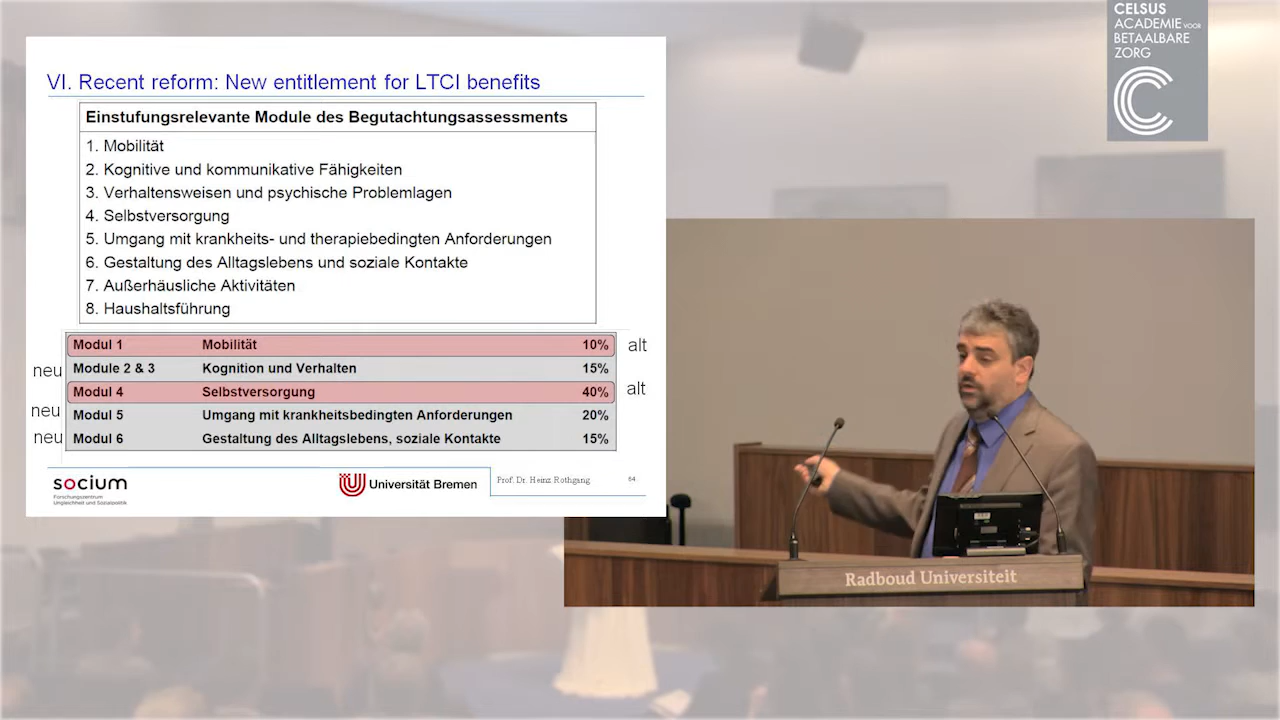 CELSUS
ACADEMIE VOOR
BETAALBARE
ZORG
VI. Recent reform: New entitlement for LTCI benefits
Einstufungsrelevante Module des Begutachtungsassessments
1. Mobilität
2. Kognitive und kommunikative Fähigkeiten
3. Verhaltensweisen und psychische Problemlagen
4. Selbstversorgung
5. Umgang mit krankheits- und therapiebedingten Anforderungen
6. Gestaltung des Alltagslebens und soziale Kontakte
7. Außerhäusliche Aktivitäten
8. Haushaltsführung
Modul 1 Mobilität 10% alt
neu Module 2 & 3 Kognition und Verhalten 15%
Modul 4 Selbstversorgung 40% alt
neu Modul 5 Umgang mit krankheitsbedingten Anforderungen 20%
neu Modul 6 Gestaltung des Alltagslebens, soziale Kontakte 15%
socium
Forschungszentrum
Ungleichheit und Sozialpolitik
Universität Bremen
Prof. Dr. Heinz Rothgang 64
Radboud Universiteit